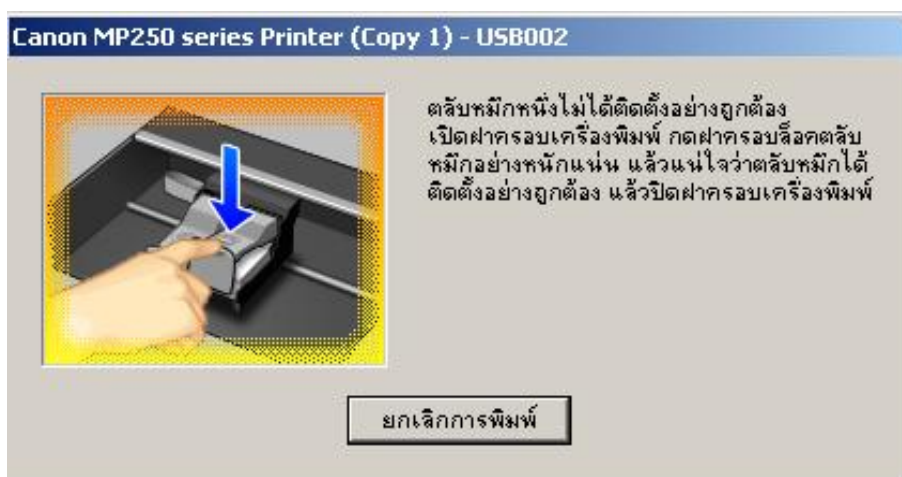 Canon MP250 series Printer (Copy 1) - USB002
ตลับหมึกหนึ่งไม่ได้ติดตั้งอย่างถูกต้อง
เปิดฝาครอบเครื่องพิมพ์ กดฝาครอบล็อคตลับ
หมึกอย่างหนักแน่น แล้วแน่ใจว่าตลับหมึกได้
ติดตั้งอย่างถูกต้อง แล้วปิดฝาครอบเครื่องพิมพ์
ยกเลิกการพิมพ์